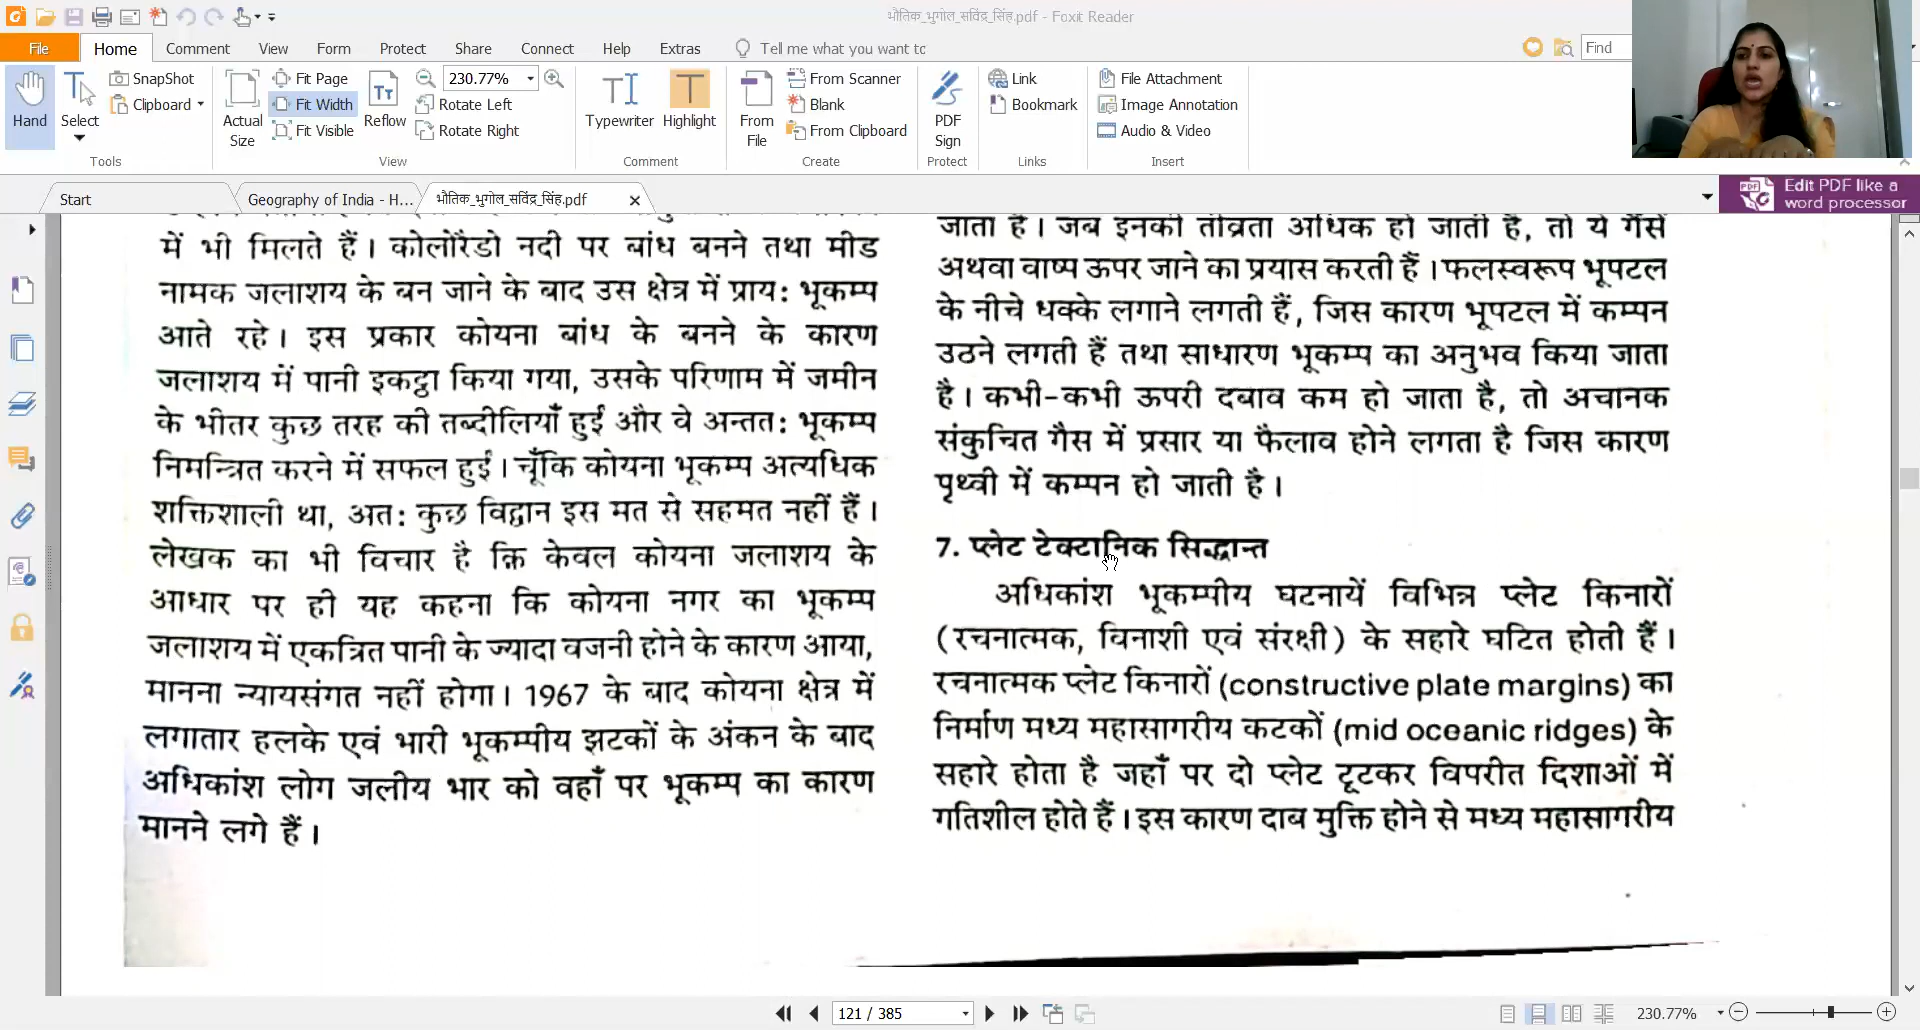 भौतिक_भुगोल_सविंद्र_सिंह.pdf - Foxit Reader
File Home Comment View Form Protect Share Connect Help Extras Tell me what you want to Find
Hand
Select
Tools
SnapShot
Clipboard
Actual Size
Fit Page
Fit Width
Fit Visible
Reflow
230.77%
Rotate Left
Rotate Right
View
Typewriter
Highlight
Comment
From File
From Scanner
Blank
From Clipboard
Create
PDF Sign
Protect
Link
Bookmark
Links
File Attachment
Image Annotation
Audio & Video
Insert
Start
Geography of India - H...
भौतिक_भुगोल_सविंद्र_सिंह.pdf
Edit PDF like a
word processor
में भी मिलते हैं। कोलोरैडो नदी पर बांध बनने तथा मीड
नामक जलाशय के बन जाने के बाद उस क्षेत्र में प्राय: भूकम्प
आते रहे। इस प्रकार कोयना बांध के बनने के कारण
जलाशय में पानी इकट्ठा किया गया, उसके परिणाम में जमीन
के भीतर कुछ तरह की तब्दीलियाँ हुईं और वे अन्तत: भूकम्प
निमन्त्रित करने में सफल हुईं। चूँकि कोयना भूकम्प अत्यधिक
शक्तिशाली था, अत: कुछ विद्वान इस मत से सहमत नहीं हैं।
लेखक का भी विचार है कि केवल कोयना जलाशय के
आधार पर ही यह कहना कि कोयना नगर का भूकम्प
जलाशय में एकत्रित पानी के ज्यादा वजनी होने के कारण आया,
मानना न्यायसंगत नहीं होगा। 1967 के बाद कोयना क्षेत्र में
लगातार हलके एवं भारी भूकम्पीय झटकों के अंकन के बाद
अधिकांश लोग जलीय भार को वहाँ पर भूकम्प का कारण
मानने लगे हैं।
जाता है। जब इनकी तीव्रता अधिक हो जाती है, तो ये गैसें
अथवा वाष्प ऊपर जाने का प्रयास करती हैं। फलस्वरूप भूपटल
के नीचे धक्के लगाने लगती हैं, जिस कारण भूपटल में कम्पन
उठने लगती हैं तथा साधारण भूकम्प का अनुभव किया जाता
है। कभी-कभी ऊपरी दबाव कम हो जाता है, तो अचानक
संकुचित गैस में प्रसार या फैलाव होने लगता है जिस कारण
पृथ्वी में कम्पन हो जाती है।
7. प्लेट टेक्टानिक सिद्धान्त
अधिकांश भूकम्पीय घटनायें विभिन्न प्लेट किनारों
(रचनात्मक, विनाशी एवं संरक्षी) के सहारे घटित होती हैं।
रचनात्मक प्लेट किनारों (constructive plate margins) का
निर्माण मध्य महासागरीय कटकों (mid oceanic ridges) के
सहारे होता है जहाँ पर दो प्लेट टूटकर विपरीत दिशाओं में
गतिशील होते हैं। इस कारण दाब मुक्ति होने से मध्य महासागरीय
121 / 385
230.77%